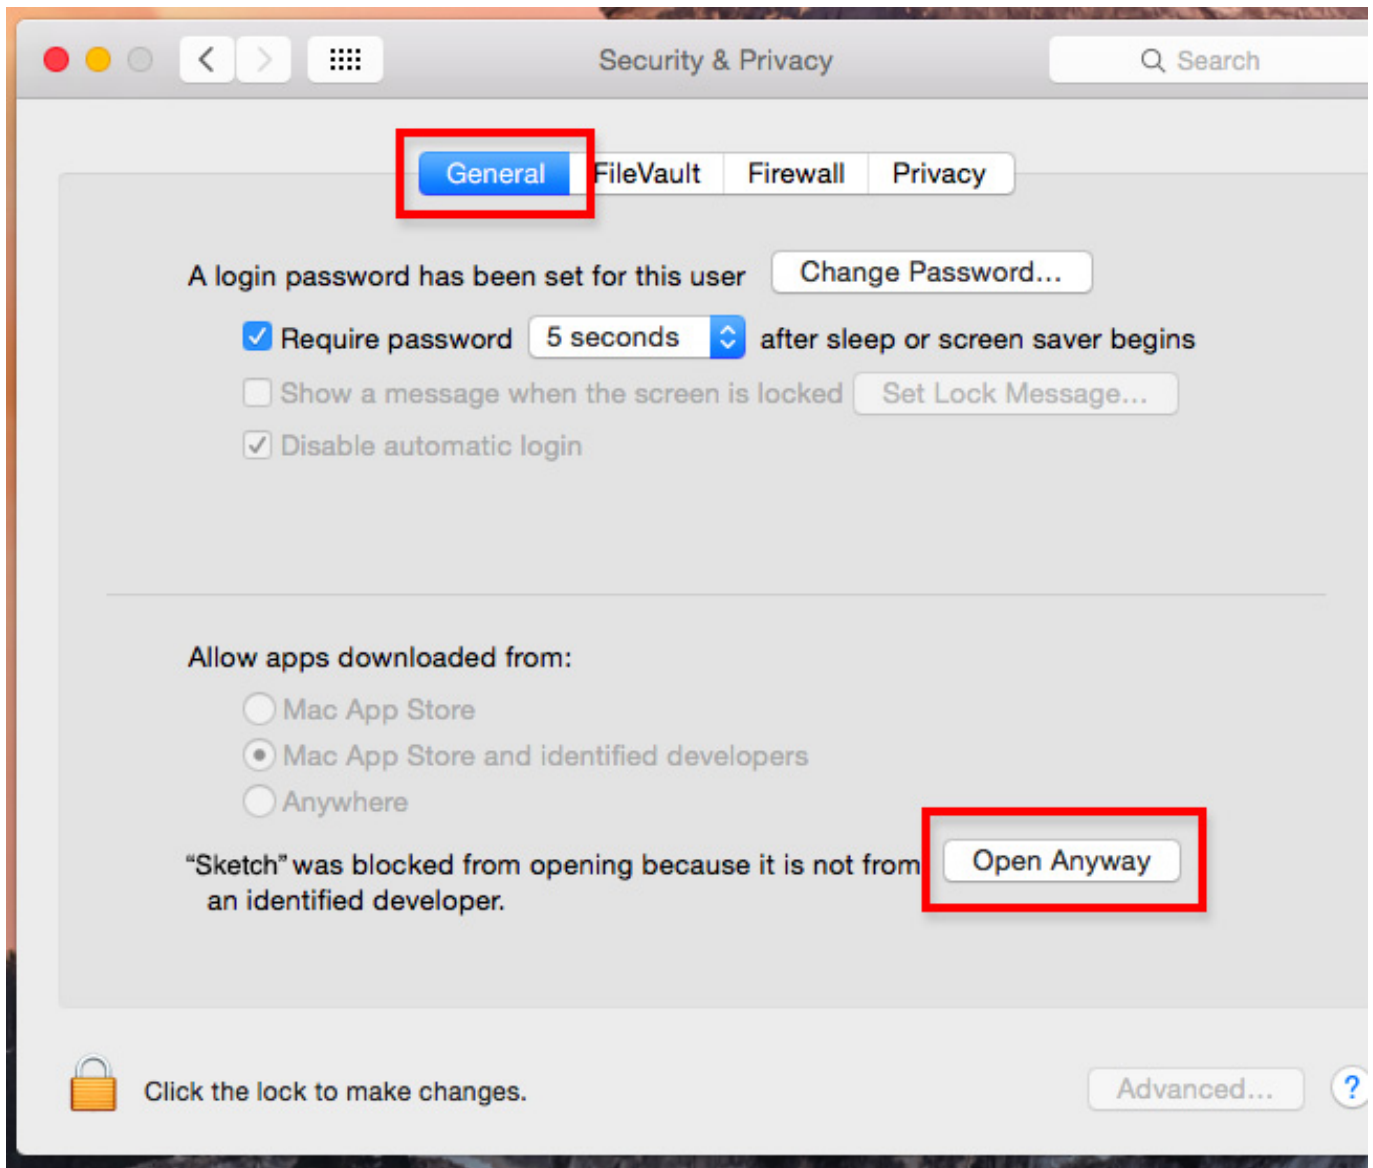 Security & Privacy
Search
General FileVault Firewall Privacy
A login password has been set for this user Change Password...
Require password 5 seconds after sleep or screen saver begins
Show a message when the screen is locked Set Lock Message...
Disable automatic login
Allow apps downloaded from:
Mac App Store
Mac App Store and identified developers
Anywhere
“Sketch” was blocked from opening because it is not from Open Anyway
an identified developer.
Click the lock to make changes. Advanced... ?